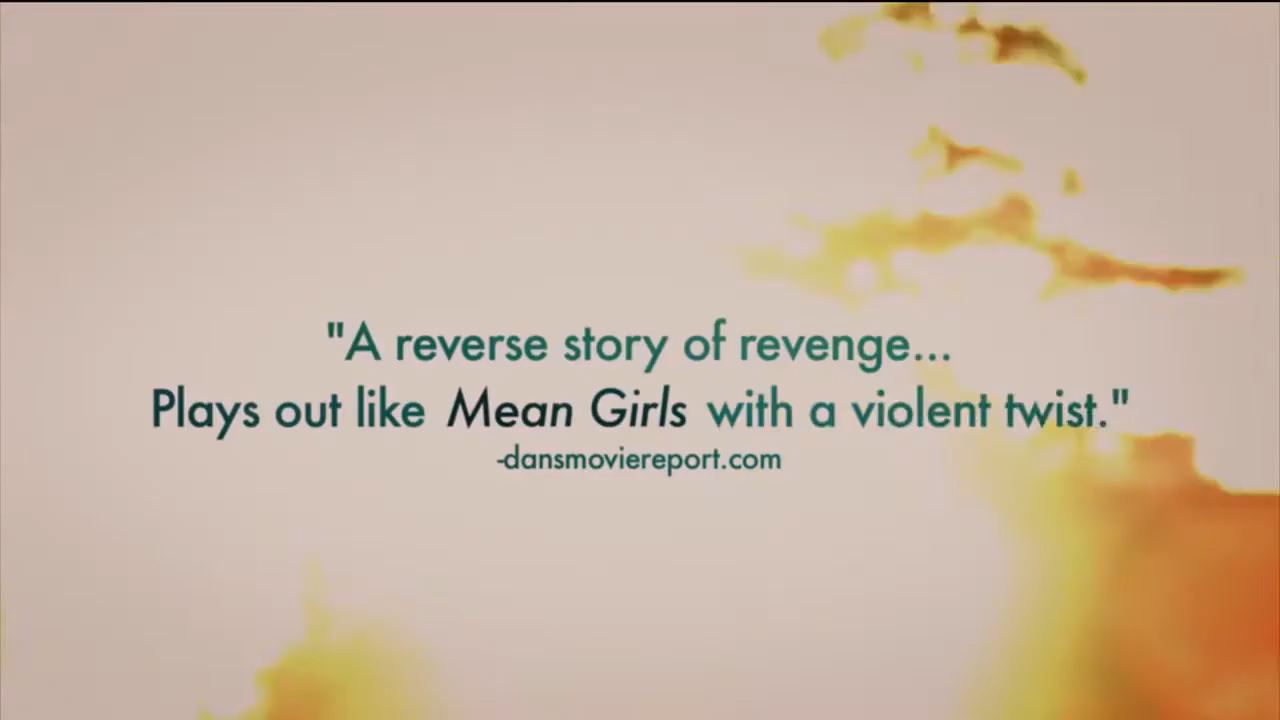 "A reverse story of revenge...
Plays out like Mean Girls with a violent twist."
-dansmoviereport.com